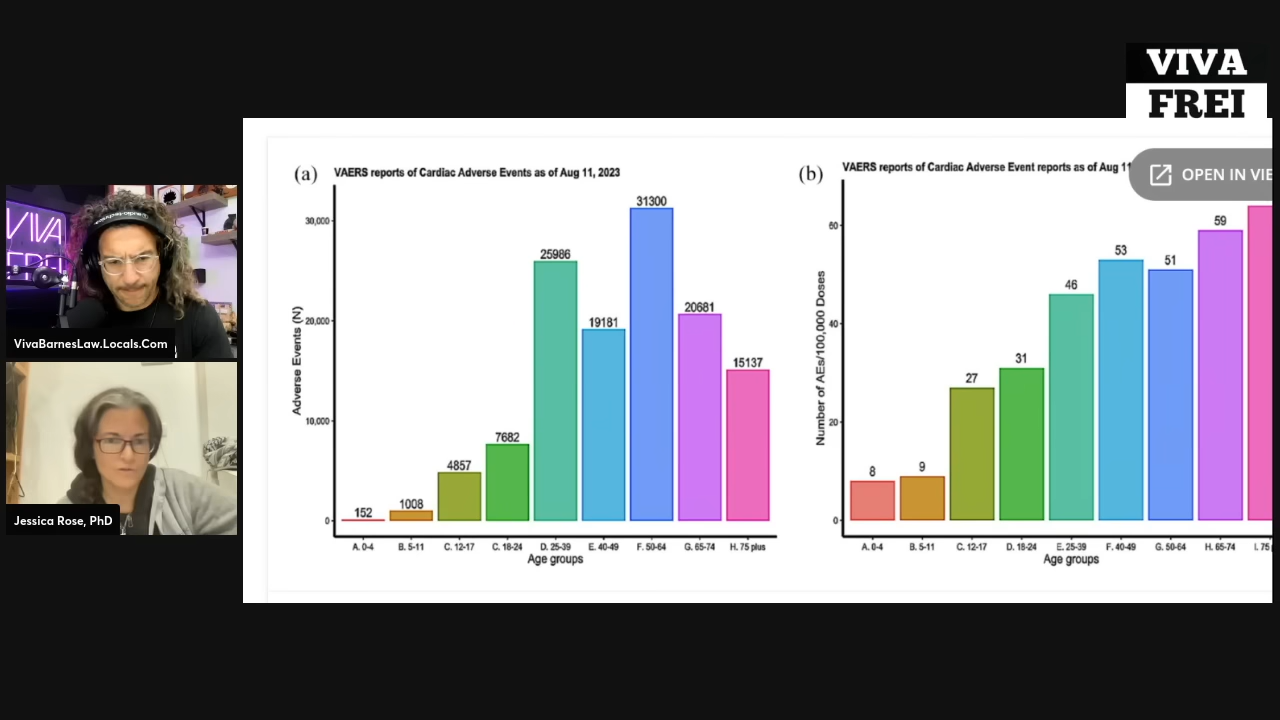 VIVA
FREI
(a)
VAERS reports of Cardiac Adverse Events as of Aug 11, 2023
Adverse Events (N)
30,000
20,000
10,000
0
152
1008
4857
7682
25986
19181
31300
20681
15137
A. 0-4
B. 5-11
C. 12-17
C. 18-24
D. 25-39
E. 40-49
F. 50-64
G. 65-74
H. 75 plus
Age groups
(b)
VAERS reports of Cardiac Adverse Event reports as of Aug 11
OPEN IN VIE
Number of AEs/100,000 Doses
60
40
20
0
8
9
27
31
46
53
51
59
A. 0-4
B. 5-11
C. 12-17
D. 18-24
E. 25-39
F. 40-49
G. 50-64
H. 65-74
I. 75 p
Age groups
VIVA
VivaBarnesLaw.Locals.Com
Jessica Rose, PhD